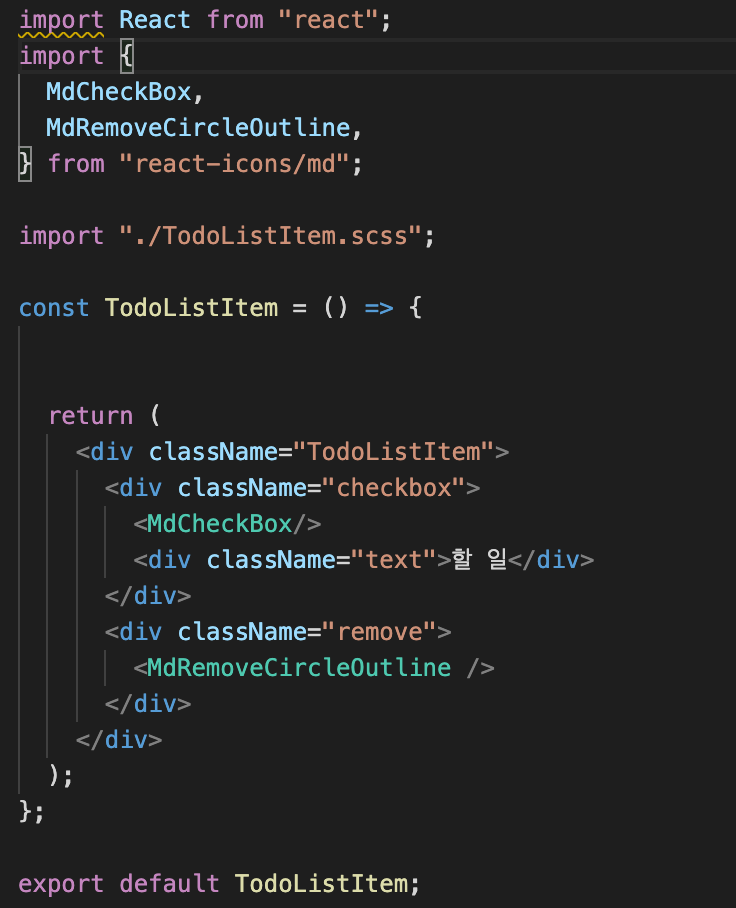 import React from "react";
import {
  MdCheckBox,
  MdRemoveCircleOutline,
} from "react-icons/md";

import "./TodoListItem.scss";

const TodoListItem = () => {


  return (
    <div className="TodoListItem">
      <div className="checkbox">
        <MdCheckBox/>
        <div className="text">할 일</div>
      </div>
      <div className="remove">
        <MdRemoveCircleOutline />
      </div>
    </div>
  );
};

export default TodoListItem;